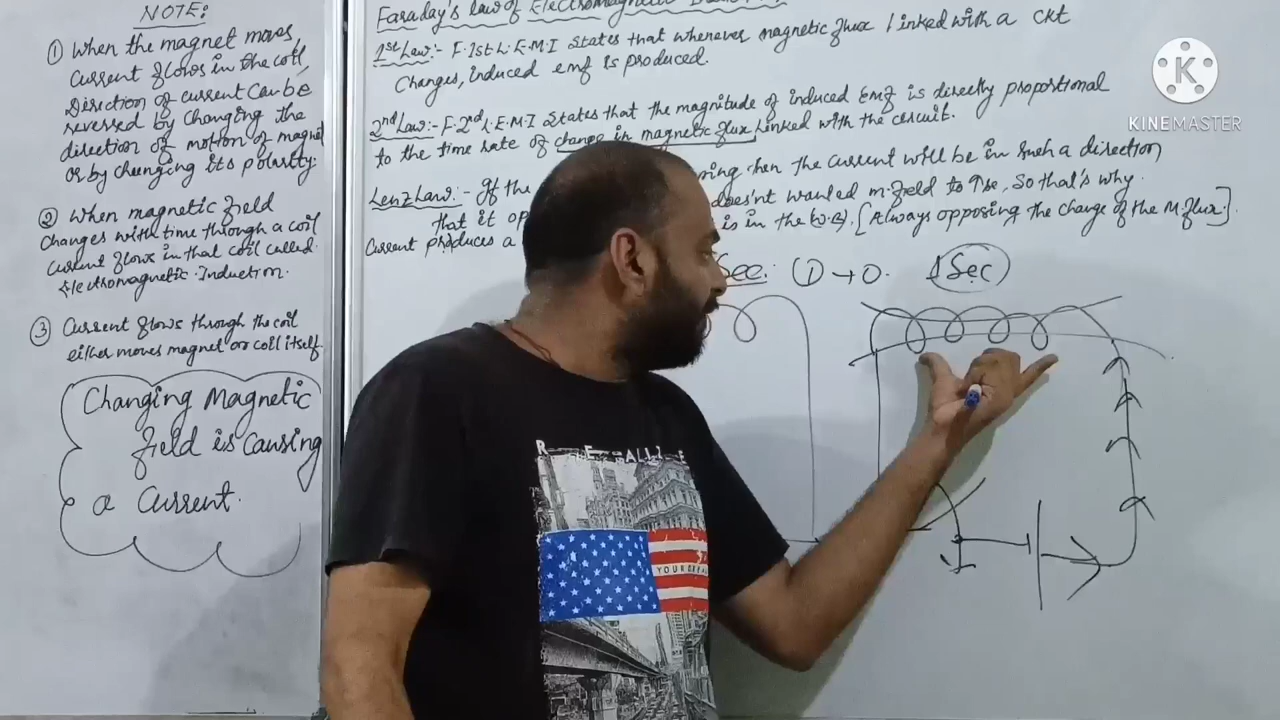 NOTE:
① When the magnet moves,
Current flows in the coil,
Direction of current can be
reversed by changing the
direction of motion of magnet
or by changing its polarity.
② When magnetic field
Changes with time through a coil
Current flows in that coil called
Electromagnetic Induction.
③ Current flows through the coil
either moves magnet or coil itself
Changing Magnetic
field is causing
a Current.
Faraday's law of Electromagnetic
1st Law:- F.1st.L.E.M.I states that whenever magnetic flux linked with a ckt
Changes, induced emf is produced.
2nd Law:- F.2nd.L.E.M.I States that the magnitude of induced Emf is directly proportional
to the time rate of change in magnetic flux linked with the circuit.
Lenz Law:- If the the current will be in such a direction
that it op does'nt wanted m.field to ↑se, So that's why
Current produces a is in the [Always opposing the change of the M.flux].
Sec: ① → 0. 1 Sec
REALLE
YOUR
K
KINEMASTER